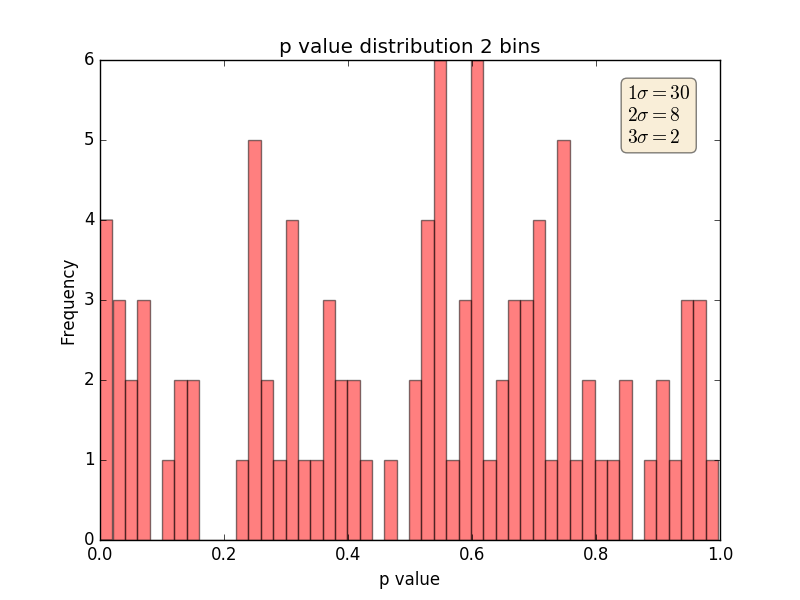 p value distribution 2 bins
6
5
4
3
2
1
0
Frequency
1σ = 30
2σ = 8
3σ = 2
0.0 0.2 0.4 0.6 0.8 1.0
p value